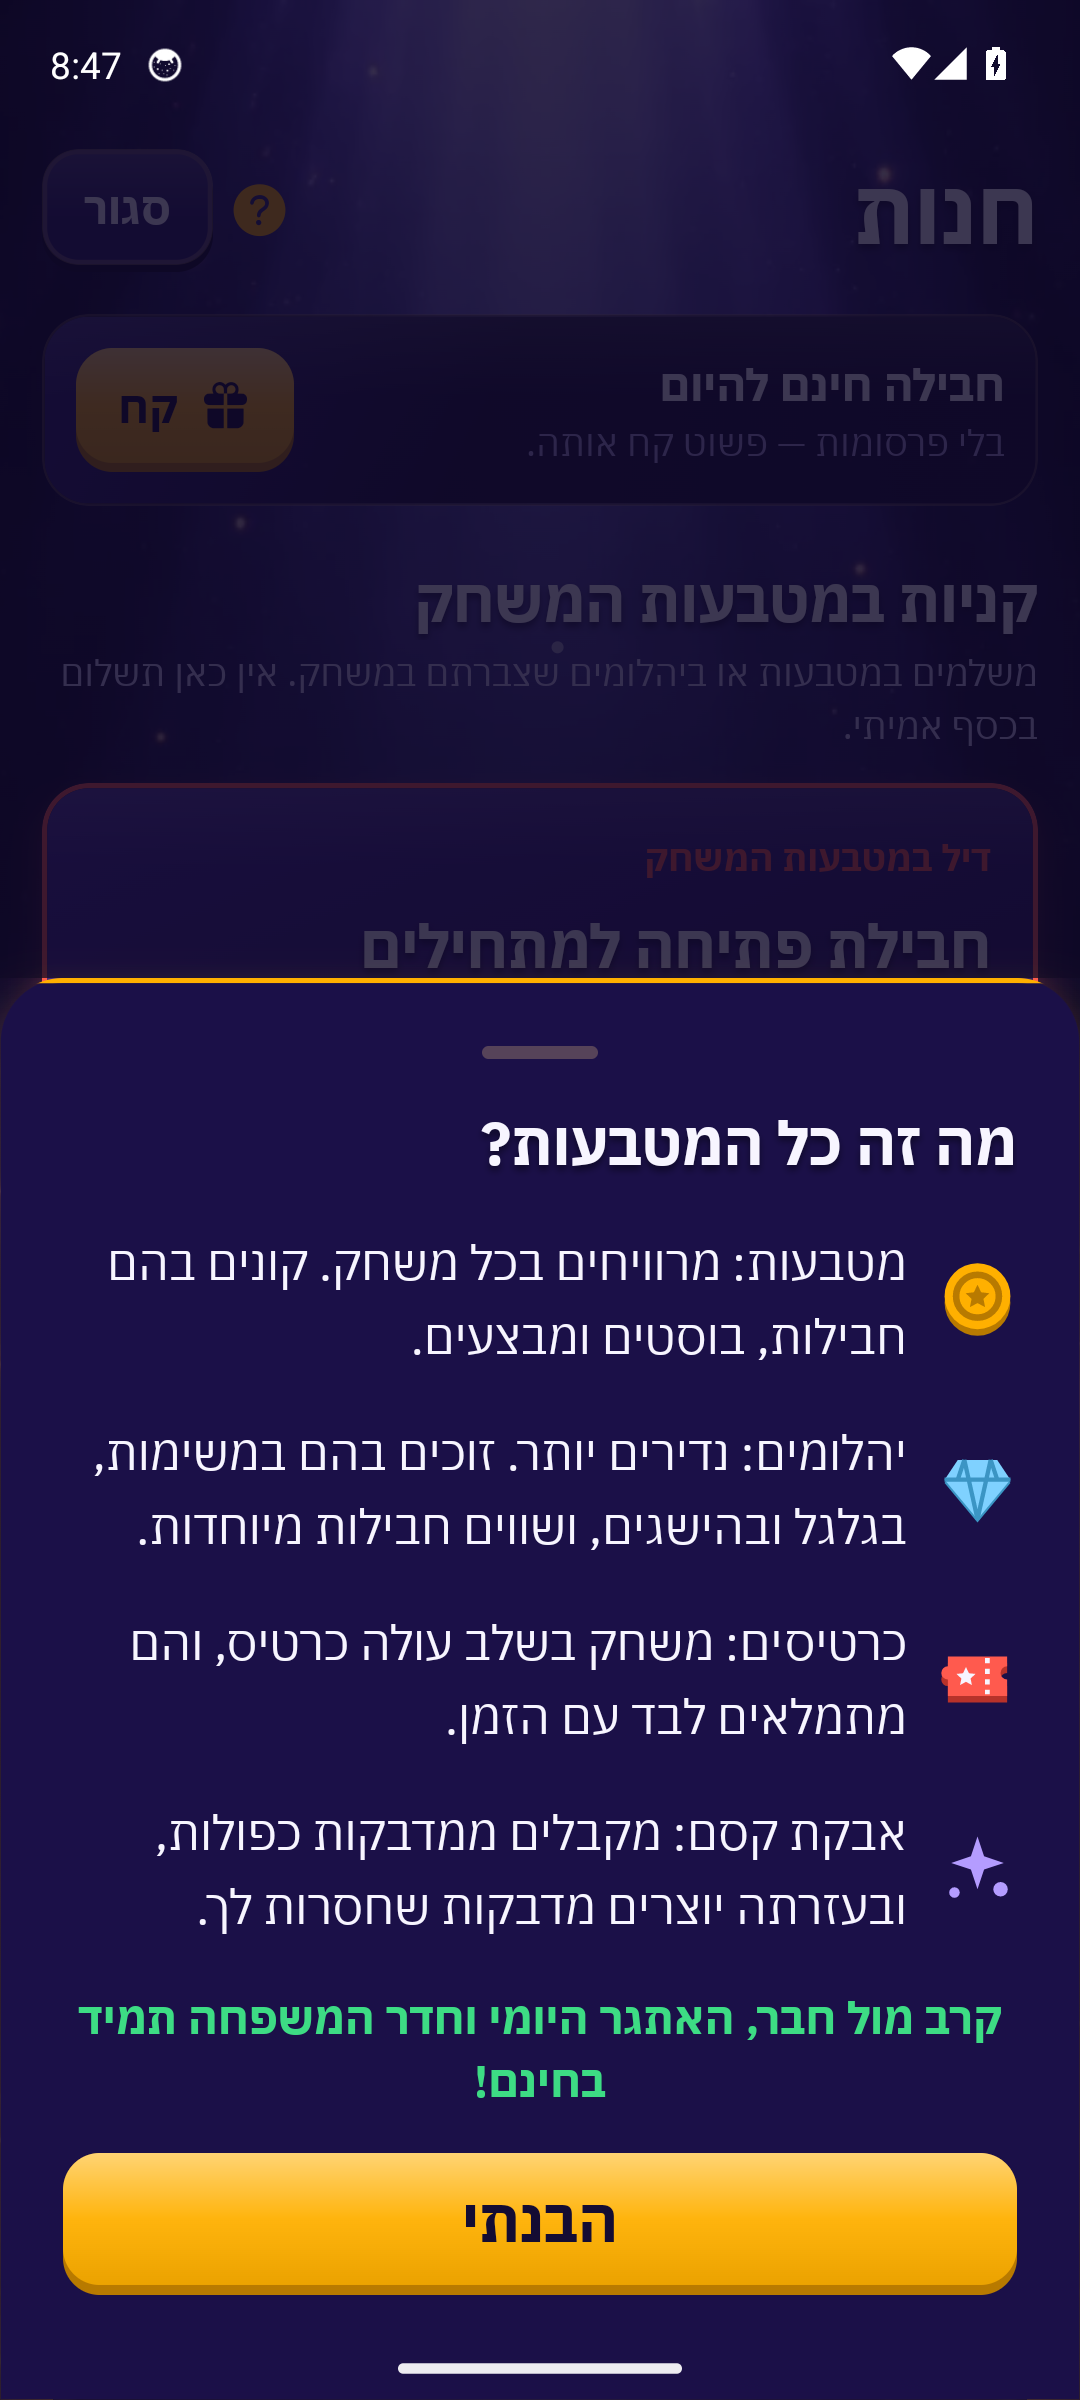 8:47
חנות
?
סגור
חבילה חינם להיום
בלי פרסומות — פשוט קח אותה.
קח
קניות במטבעות המשחק
משלמים במטבעות או ביהלומים שצברתם במשחק. אין כאן תשלום
בכסף אמיתי.
דיל במטבעות המשחק
חבילת פתיחה למתחילים
מה זה כל המטבעות?
מטבעות: מרוויחים בכל משחק. קונים בהם
חבילות, בוסטים ומבצעים.
יהלומים: נדירים יותר. זוכים בהם במשימות,
בגלגל ובהישגים, ושווים חבילות מיוחדות.
כרטיסים: משחק בשלב עולה כרטיס, והם
מתמלאים לבד עם הזמן.
אבקת קסם: מקבלים ממדבקות כפולות,
ובעזרתה יוצרים מדבקות שחסרות לך.
קרב מול חבר, האתגר היומי וחדר המשפחה תמיד
בחינם!
הבנתי